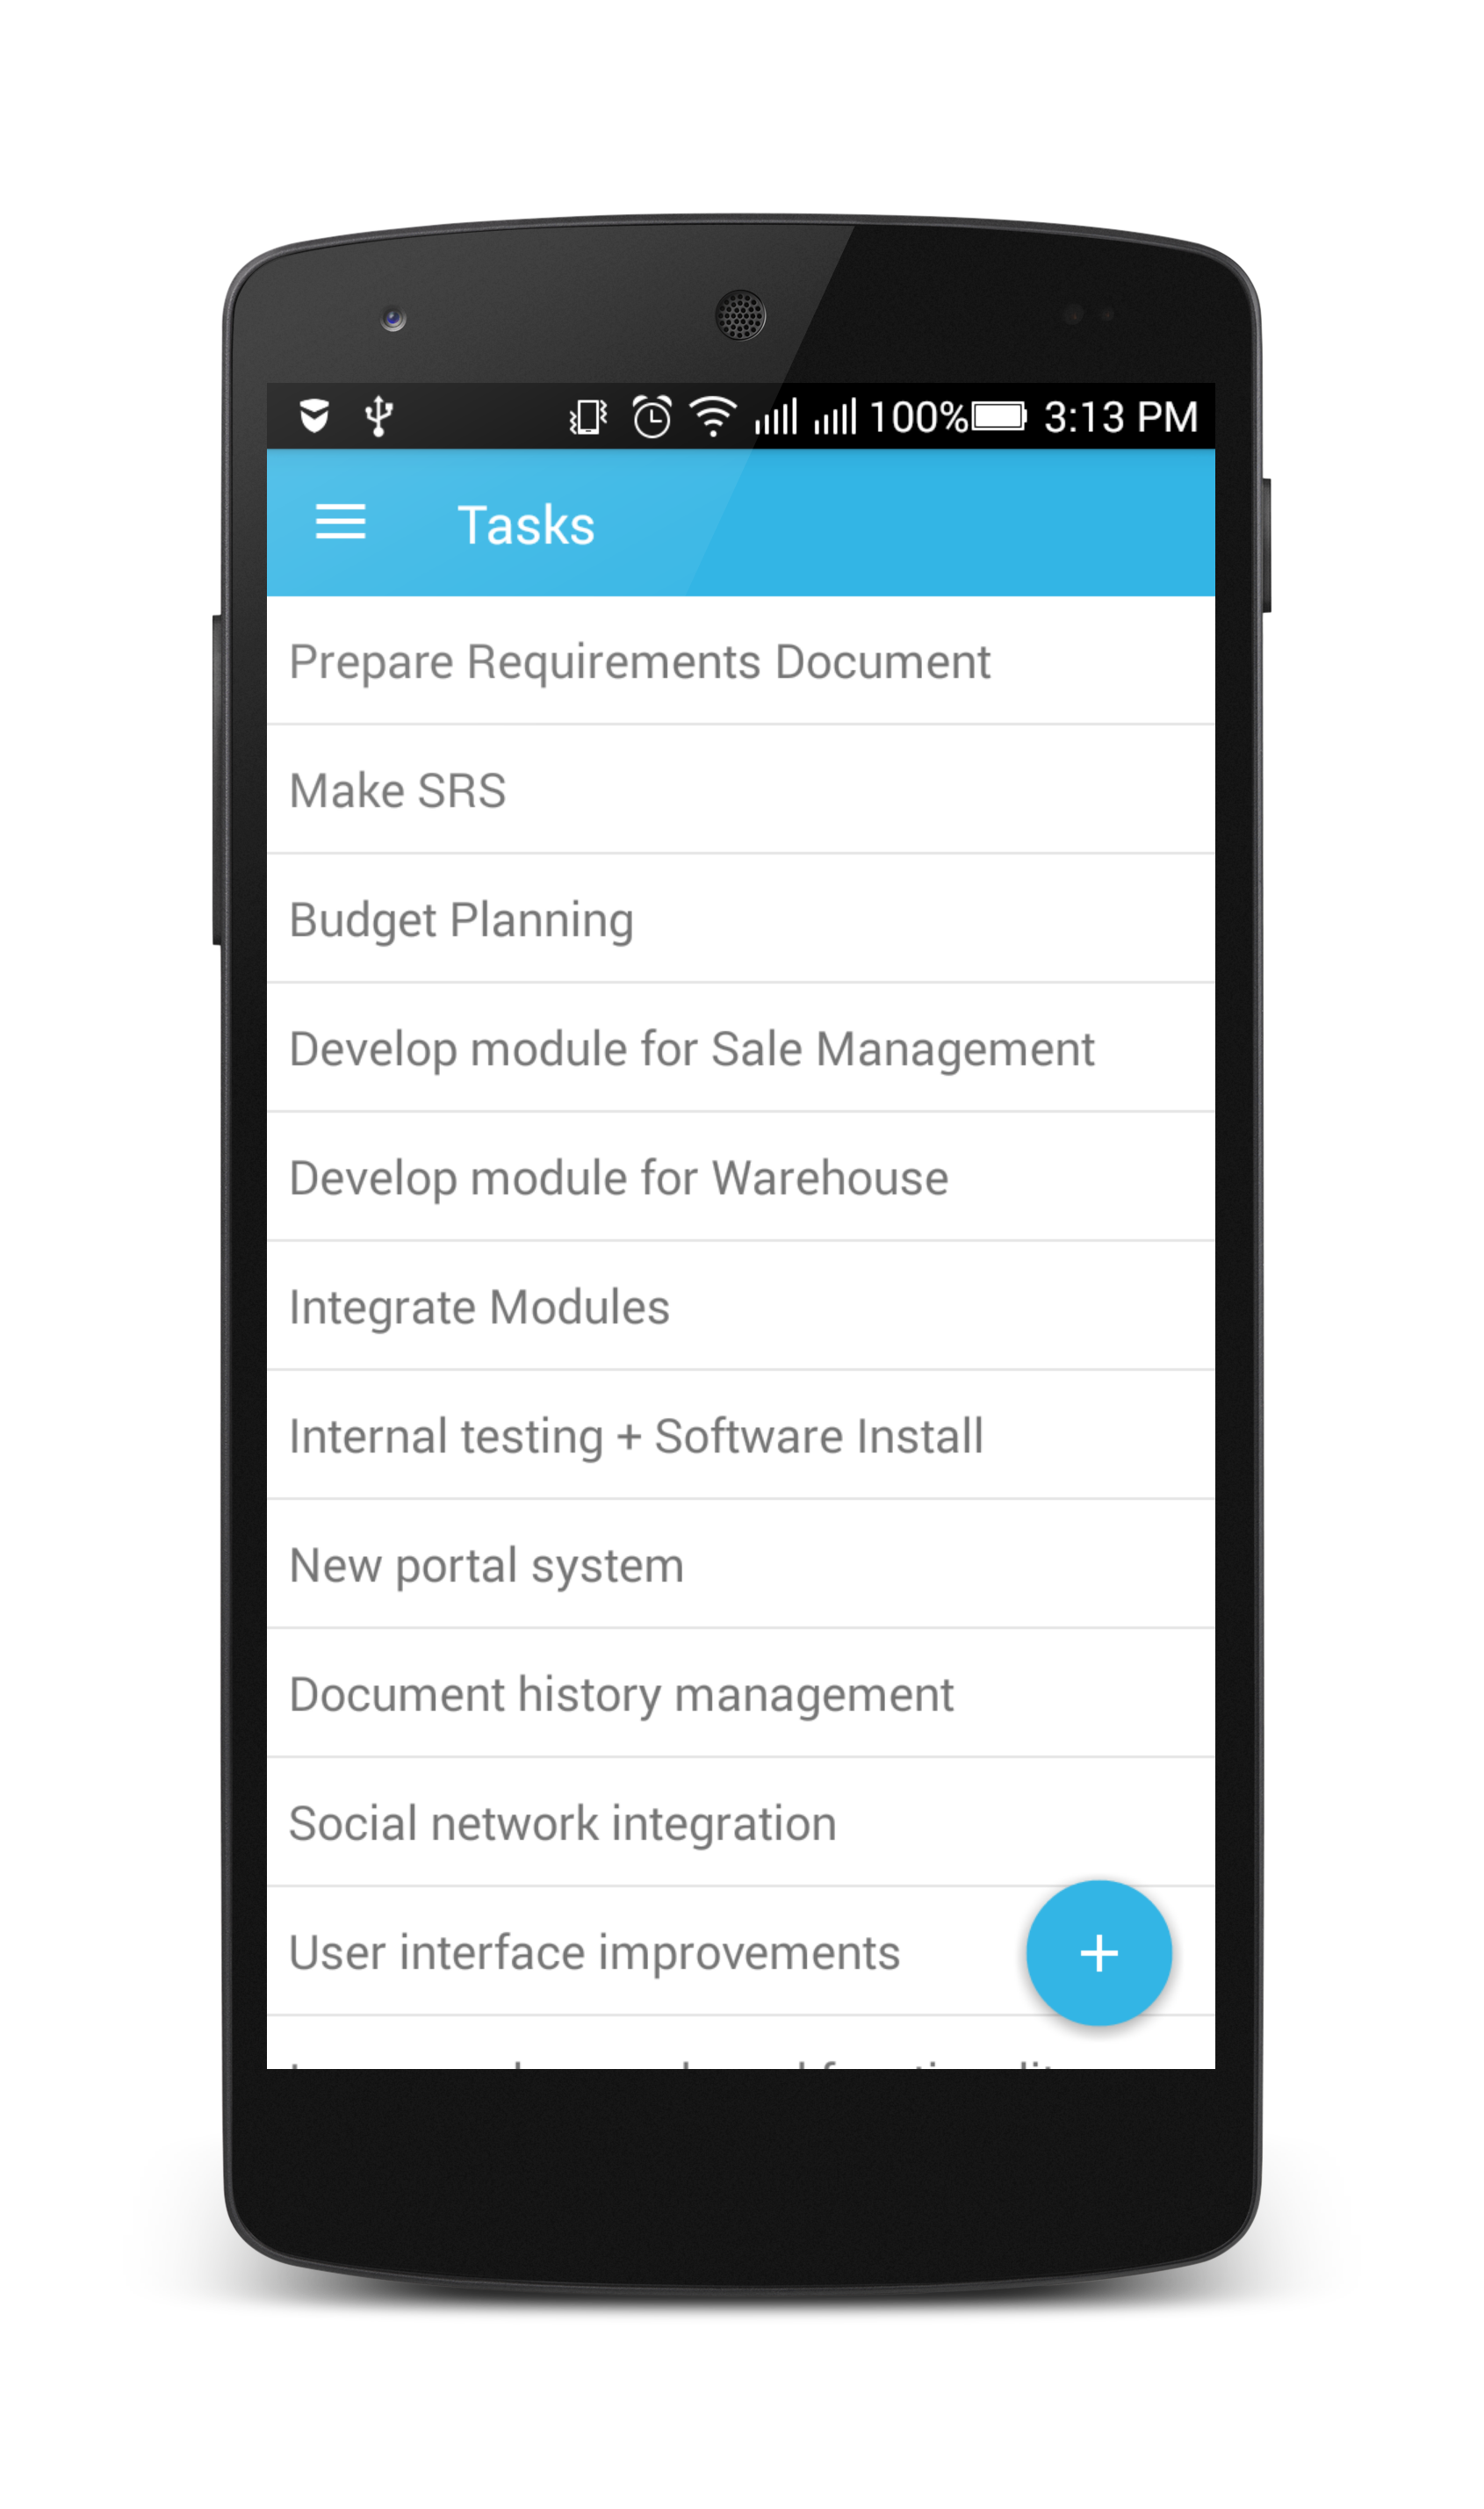 100% 3:13 PM
Tasks
Prepare Requirements Document
Make SRS
Budget Planning
Develop module for Sale Management
Develop module for Warehouse
Integrate Modules
Internal testing + Software Install
New portal system
Document history management
Social network integration
User interface improvements
+